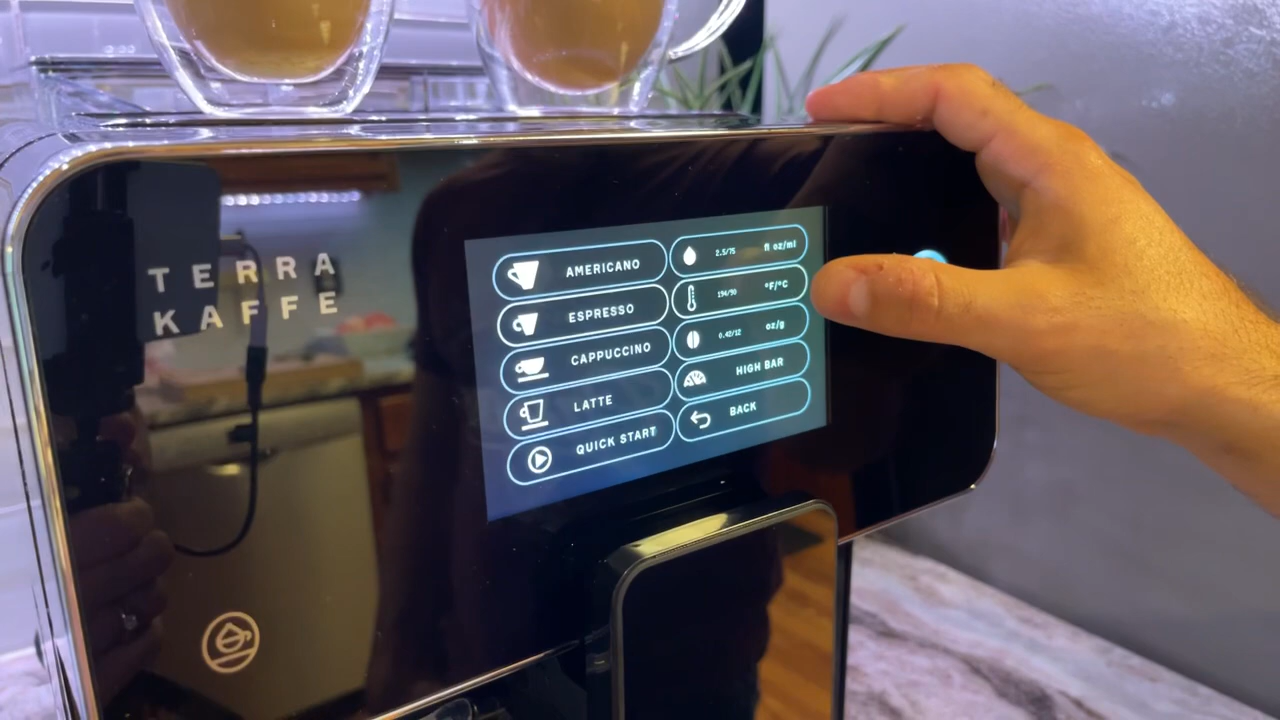 TERRA
KAFFE
AMERICANO
ESPRESSO
CAPPUCCINO
LATTE
QUICK START
2.5/75 fl oz/ml
194/90 °F/°C
0.42/12 oz/g
HIGH BAR
BACK